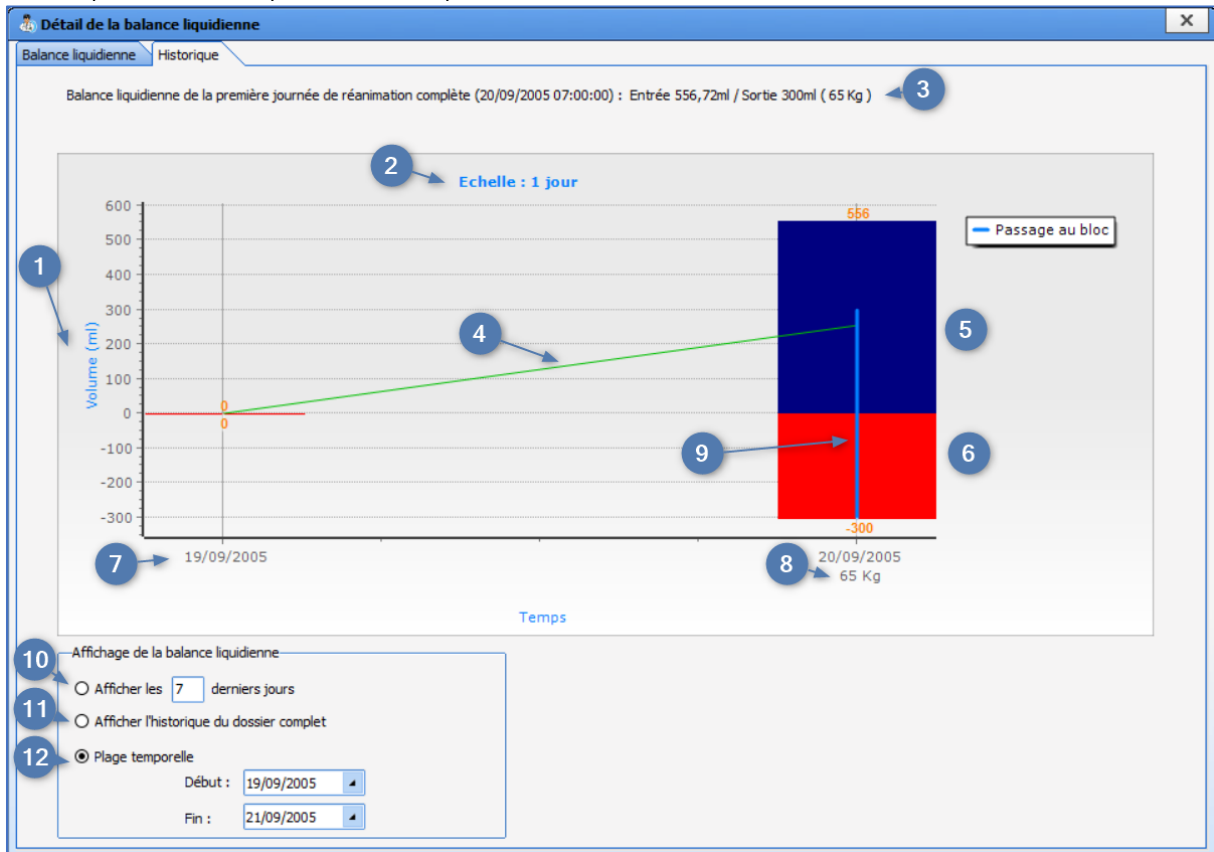 Détail de la balance liquidienne
Balance liquidienne Historique
Balance liquidienne de la première journée de réanimation complète (20/09/2005 07:00:00) : Entrée 556,72ml / Sortie 300ml ( 65 Kg )
3
2
Echelle : 1 jour
600
500
400
300
200
100
0
-100
-200
-300
Volume (ml)
1
556
Passage au bloc
4
5
0
0
9
6
-300
7
19/09/2005
8
20/09/2005
65 Kg
Temps
Affichage de la balance liquidienne
10
Afficher les 7 derniers jours
11
Afficher l'historique du dossier complet
12
Plage temporelle
Début : 19/09/2005
Fin : 21/09/2005